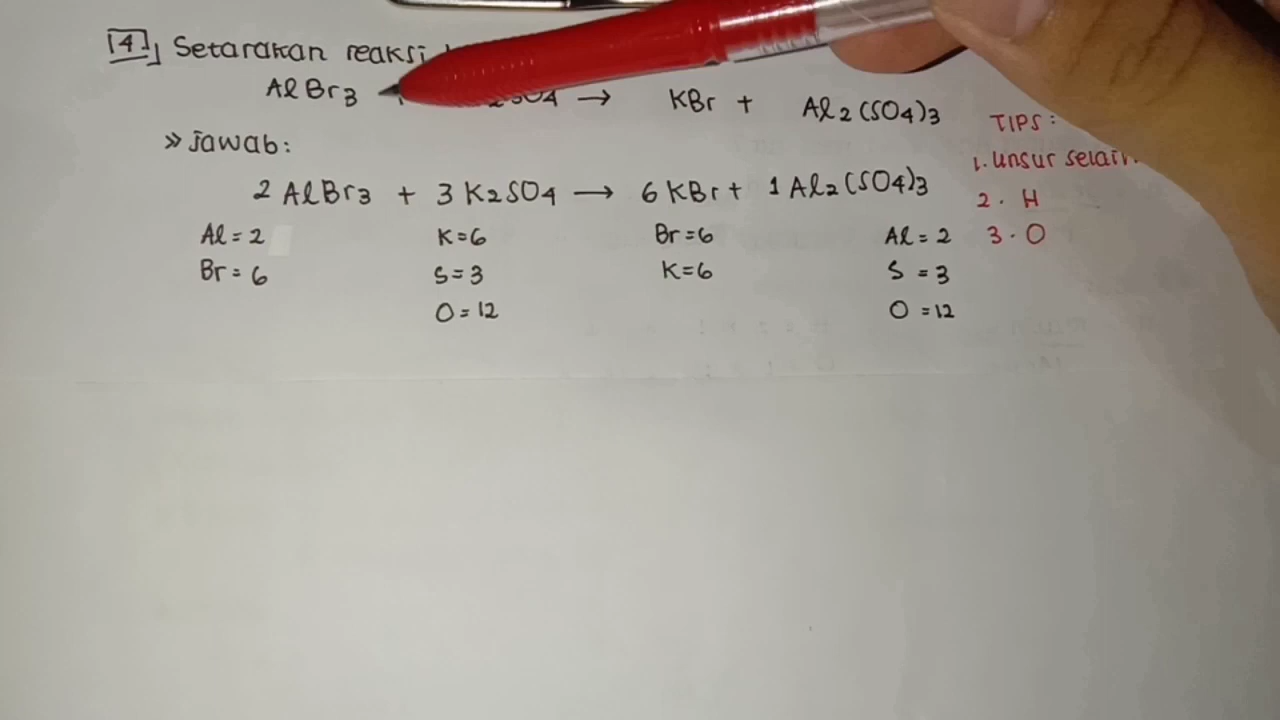 4 Setarakan reaksi
AlBr3 2SO4 → KBr + Al2(SO4)3
>> Jawab:
2 AlBr3 + 3 K2SO4 → 6 KBr + 1 Al2(SO4)3
Al = 2 K = 6 Br = 6 Al = 2
Br = 6 S = 3 K = 6 S = 3
O = 12 O = 12
TIPS:
1. Unsur
2. H
3. O